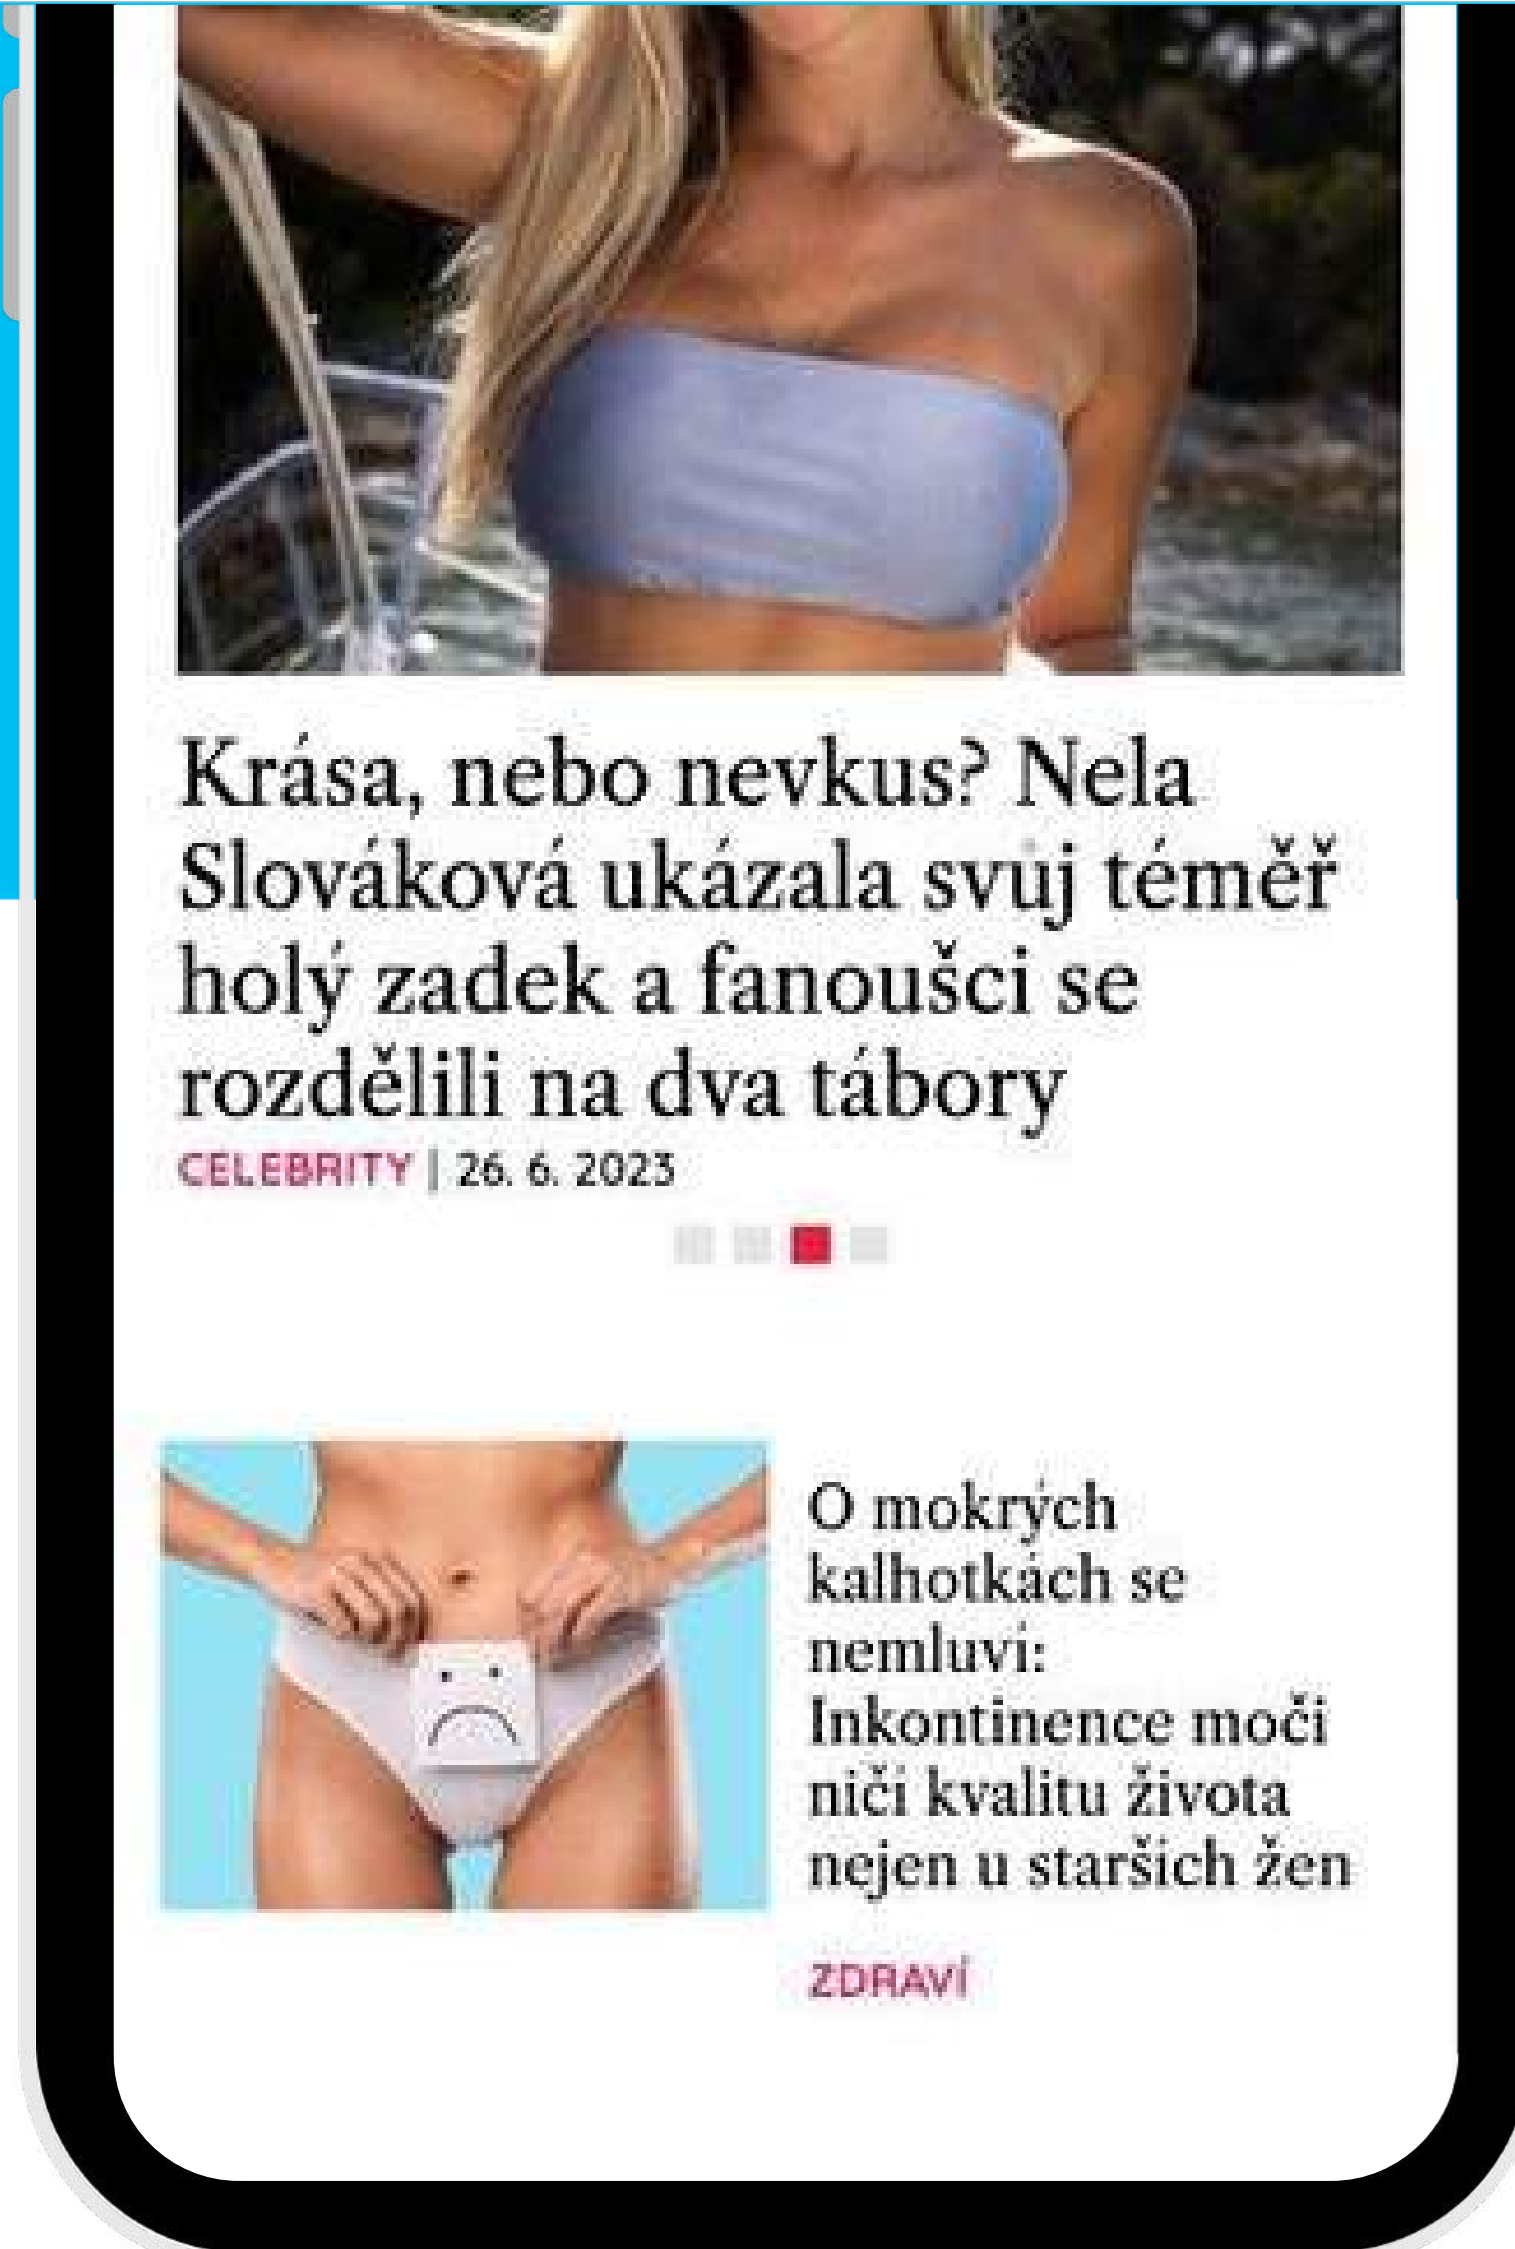 Krása, nebo nevkus? Nela
Slováková ukázala svůj téměř
holý zadek a fanoušci se
rozdělili na dva tábory
CELEBRITY | 26. 6. 2023
O mokrých
kalhotkách se
nemluví:
Inkontinence moči
ničí kvalitu života
nejen u starších žen
ZDRAVÍ